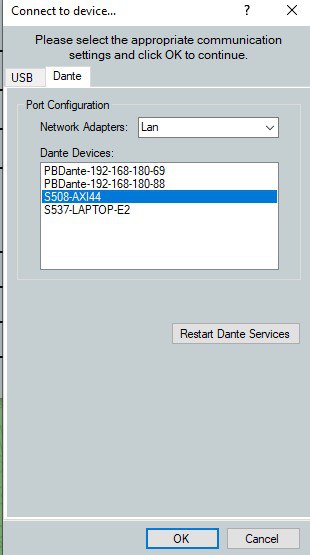 Connect to device...
Please select the appropriate communication
settings and click OK to continue.
USB Dante
Port Configuration
Network Adapters: Lan
Dante Devices:
PBDante-192-168-180-69
PBDante-192-168-180-88
S508-AXI44
S537-LAPTOP-E2
Restart Dante Services
OK Cancel